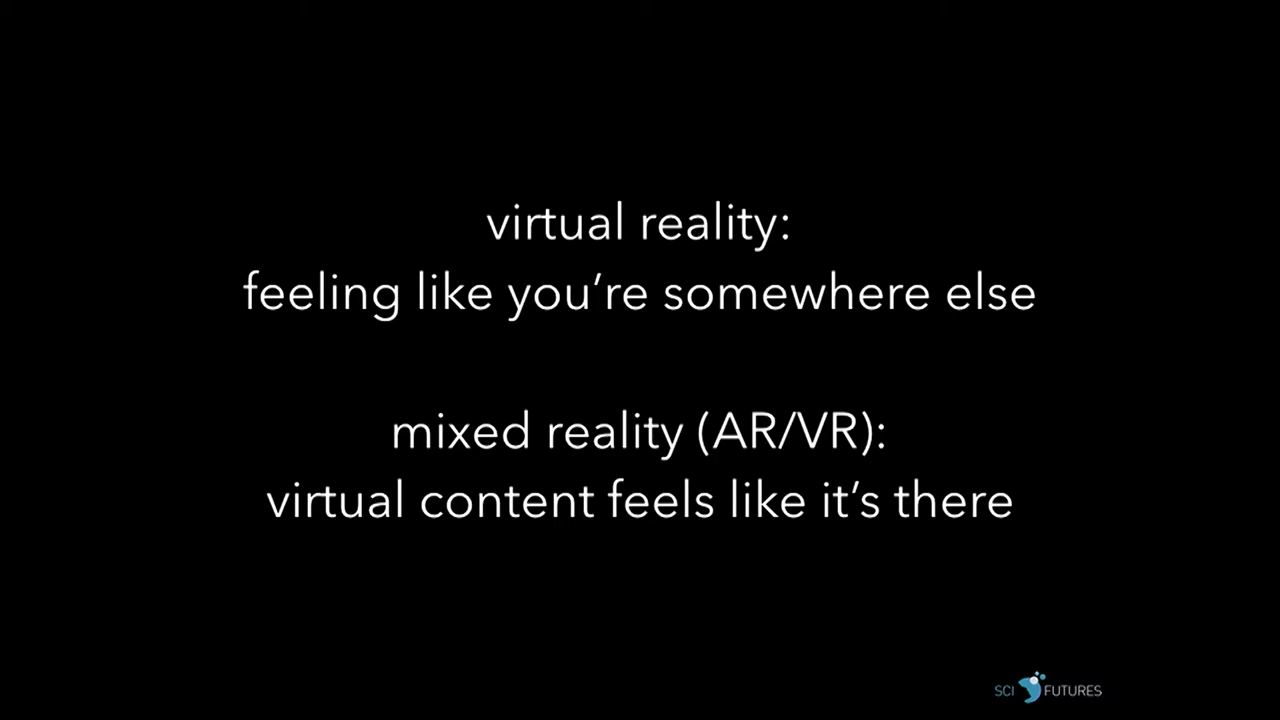 virtual reality:
feeling like you’re somewhere else
mixed reality (AR/VR):
virtual content feels like it’s there
SCI FUTURES